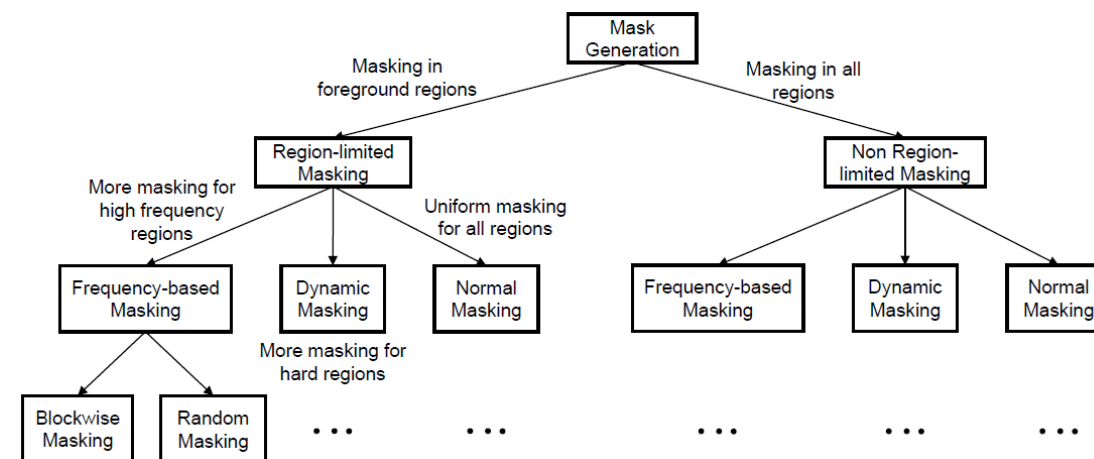 Mask
Generation
Masking in
foreground regions
Masking in all
regions
Region-limited
Masking
Non Region-
limited Masking
More masking for
high frequency
regions
Uniform masking
for all regions
Frequency-based
Masking
Dynamic
Masking
Normal
Masking
Frequency-based
Masking
Dynamic
Masking
Normal
Masking
More masking for
hard regions
Blockwise
Masking
Random
Masking
...
...
...
...
...